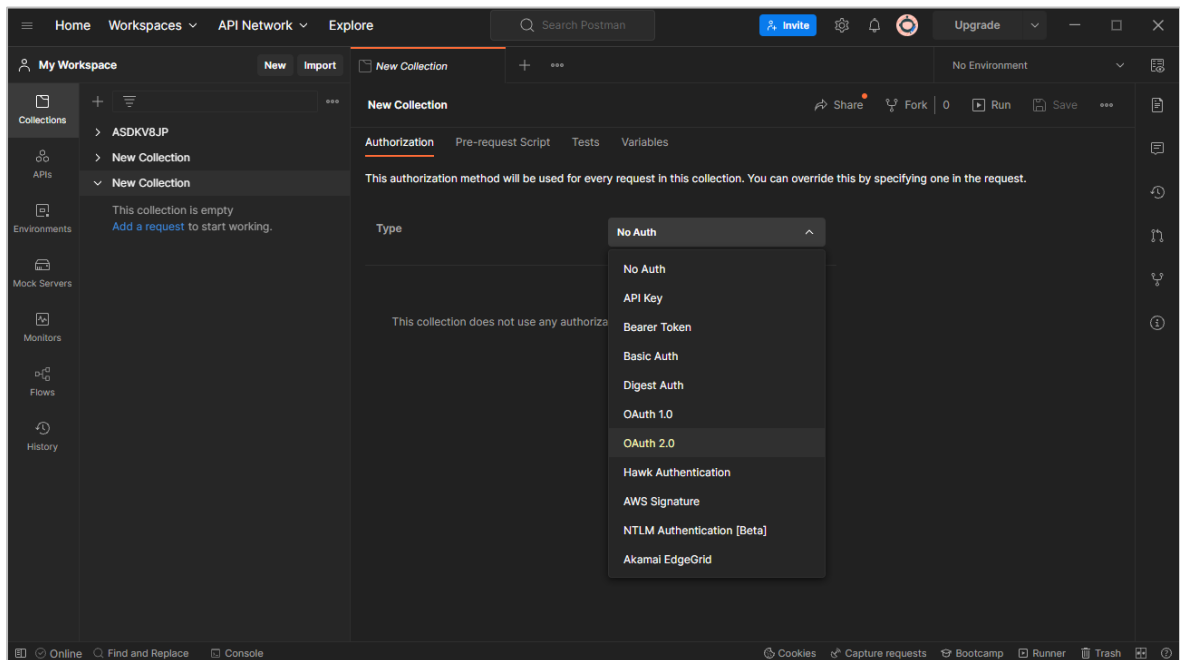 Home Workspaces API Network Explore Search Postman Invite Upgrade
My Workspace New Import New Collection No Environment
Collections
APIs
Environments
Mock Servers
Monitors
Flows
History
ASDKV8JP
New Collection
New Collection
This collection is empty
Add a request to start working.
New Collection Share Fork 0 Run Save
Authorization Pre-request Script Tests Variables
This authorization method will be used for every request in this collection. You can override this by specifying one in the request.
Type No Auth
This collection does not use any authoriza
No Auth
API Key
Bearer Token
Basic Auth
Digest Auth
OAuth 1.0
OAuth 2.0
Hawk Authentication
AWS Signature
NTLM Authentication [Beta]
Akamai EdgeGrid
Online Find and Replace Console Cookies Capture requests Bootcamp Runner Trash